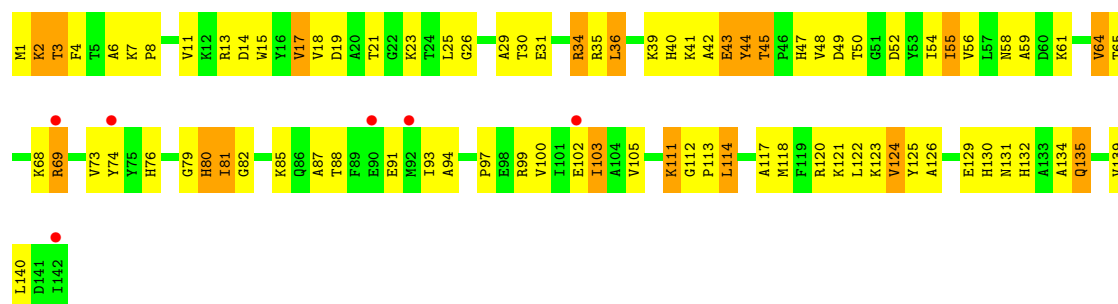 M1 K2 T3 F4 T5 A6 K7 P8 V11 K12 R13 D14 W15 Y16 V17 V18 D19 A20 T21 G22 K23 T24 L25 G26 A29 T30 E31 R34 R35 L36 K39 H40 K41 A42 E43 Y44 T45 P46 H47 V48 D49 T50 G51 D52 Y53 I54 I55 V56 L57 N58 A59 D60 K61 V64 T65
K68 R69 V73 Y74 Y75 H76 G79 H80 I81 G82 K85 Q86 A87 T88 F89 E90 E91 M92 I93 A94 P97 E98 R99 V100 I101 E102 I103 A104 V105 K111 G112 P113 L114 A117 M118 F119 R120 K121 L122 K123 V124 Y125 A126 E129 H130 N131 H132 A133 A134 Q135 V139
L140 D141 I142